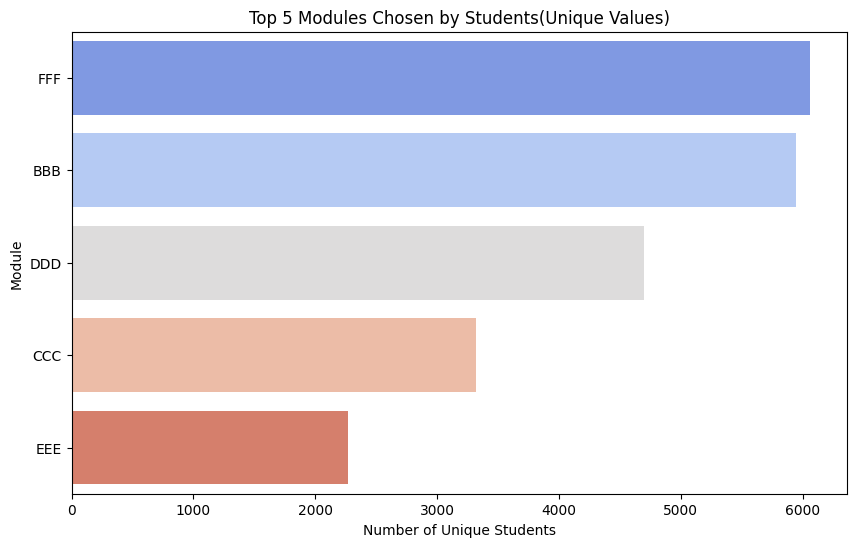 Top 5 Modules Chosen by Students(Unique Values)
Module
FFF
BBB
DDD
CCC
EEE
0 1000 2000 3000 4000 5000 6000
Number of Unique Students